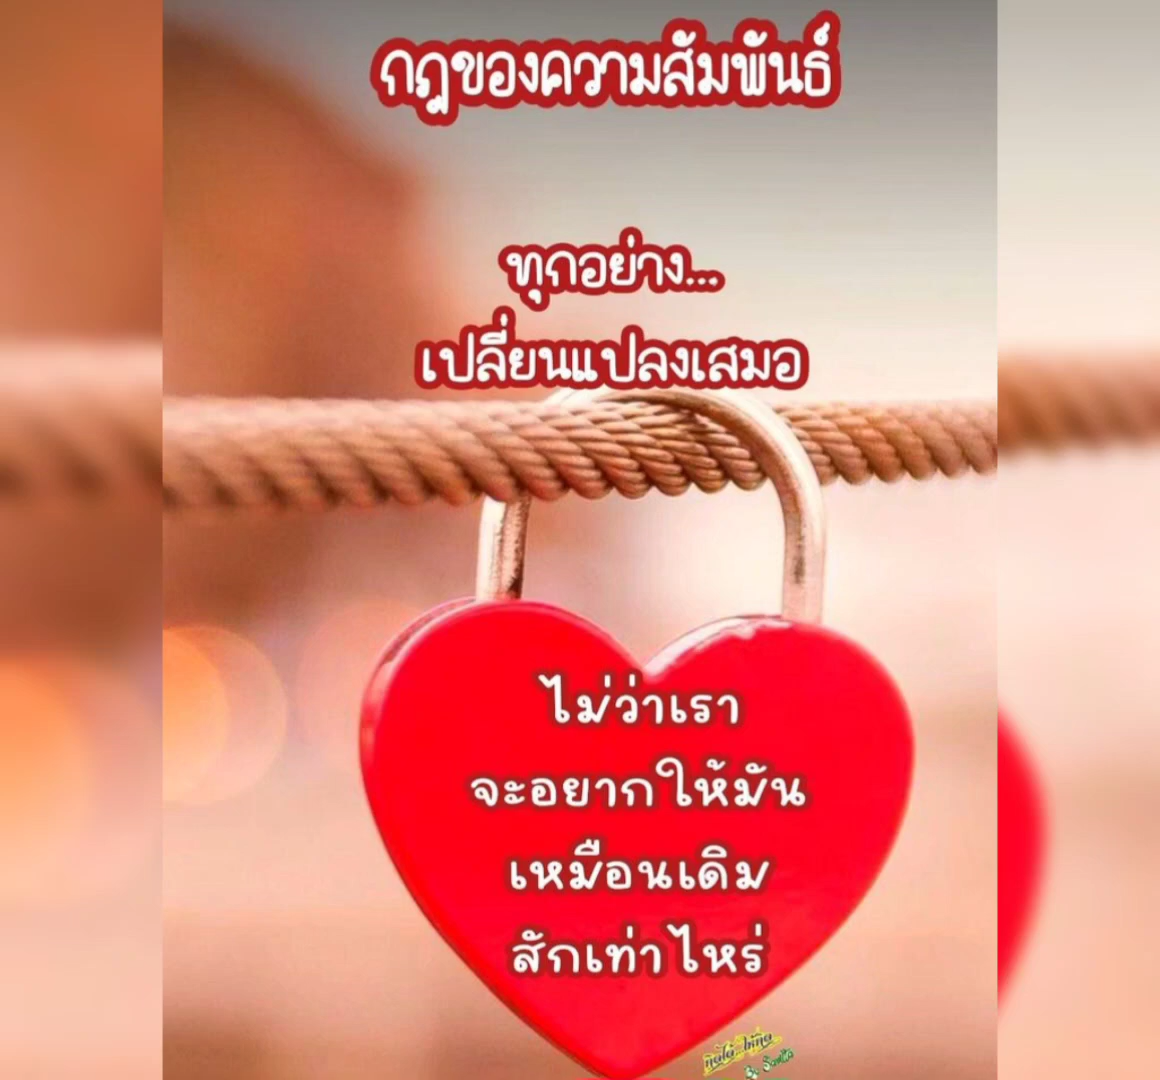 กฎของความสัมพันธ์
ทุกอย่าง...
เปลี่ยนแปลงเสมอ
ไม่ว่าเรา
จะอยากให้มัน
เหมือนเดิม
สักเท่าไหร่